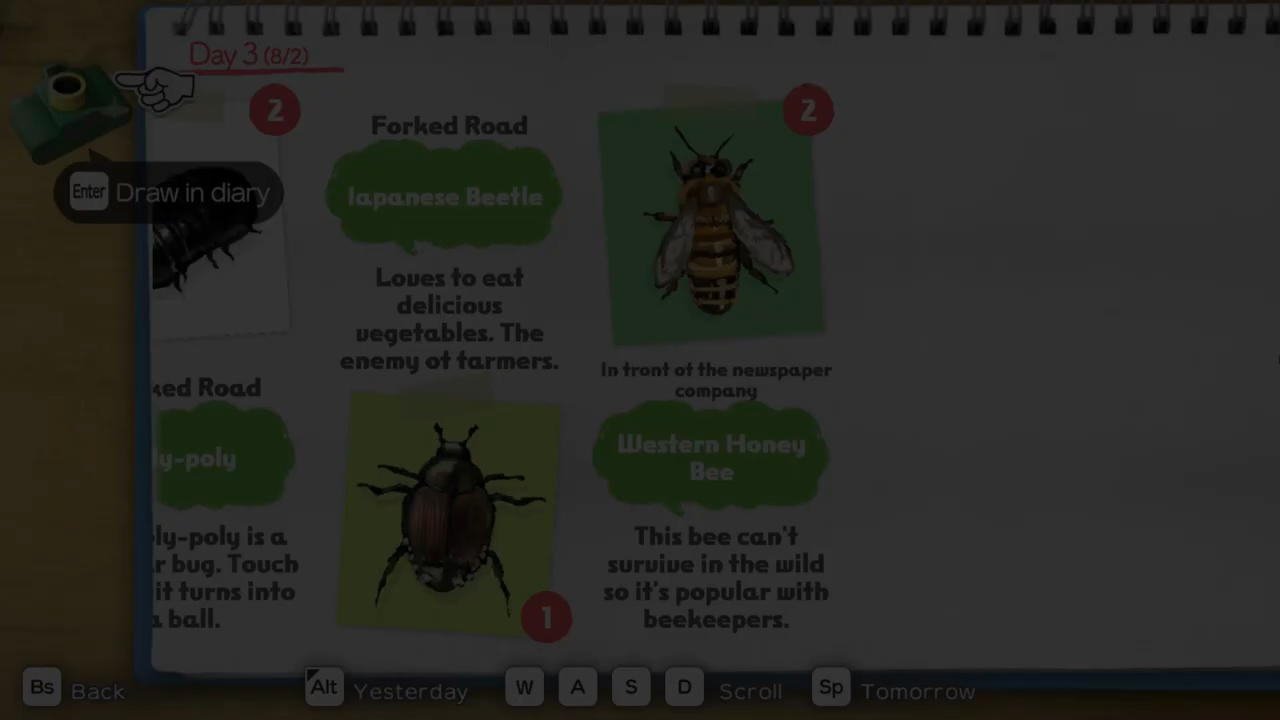 Day 3 (8/2)
2
Enter Draw in diary
ked Road
ly-poly
oly-poly is a
r bug. Touch
it turns into
a ball.
Forked Road
Japanese Beetle
Loves to eat
delicious
vegetables. The
enemy of farmers.
1
2
In front of the newspaper
company
Western Honey
Bee
This bee can't
survive in the wild
so it's popular with
beekeepers.
Bs Back
Alt Yesterday
W A S D Scroll
Sp Tomorrow